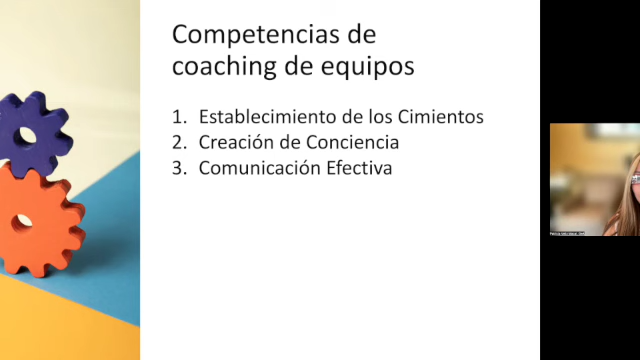 Competencias de
coaching de equipos
1. Establecimiento de los Cimientos
2. Creación de Conciencia
3. Comunicación Efectiva